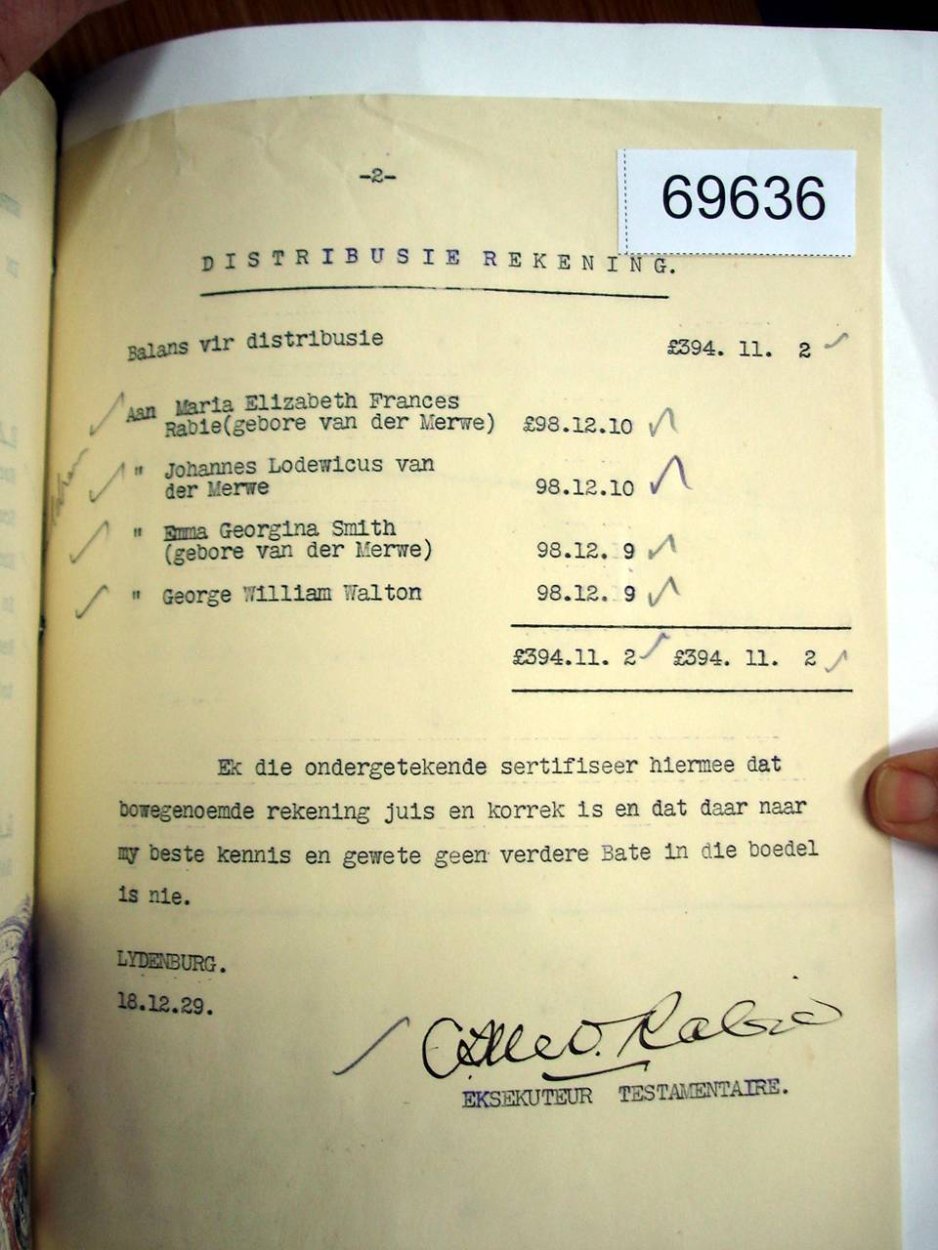 -2-
69636
DISTRIBUSIE REKENING.
Balans vir distribusie £394. 11. 2
Aan Maria Elizabeth Frances
Rabie(gebore van der Merwe) £98.12.10
" Johannes Lodewicus van
der Merwe 98.12.10
" Emma Georgina Smith
(gebore van der Merwe) 98.12. 9
" George William Walton 98.12. 9
£394.11. 2 £394. 11. 2
Ek die ondergetekende sertifiseer hiermee dat
bowegenoemde rekening juis en korrek is en dat daar naar
my beste kennis en gewete geen verdere Bate in die boedel
is nie.
LYDENBURG.
18.12.29.
Rabie
EKSEKUTEUR TESTAMENTAIRE.